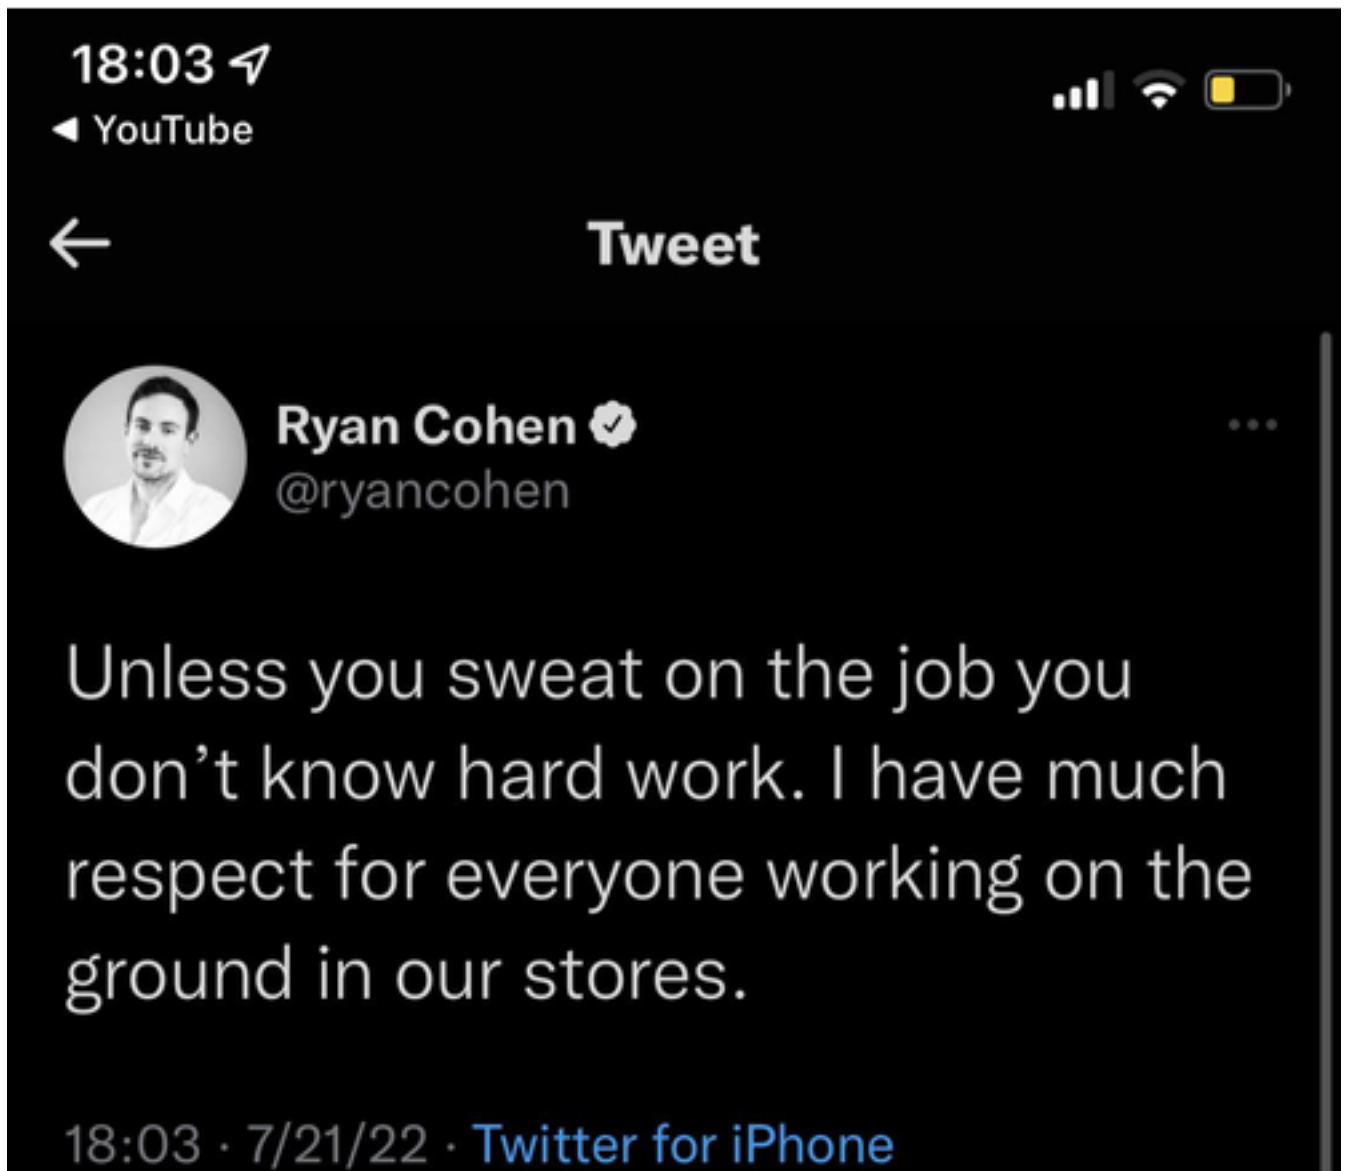 18:03
YouTube
Tweet
Ryan Cohen
@ryancohen
Unless you sweat on the job you
don’t know hard work. I have much
respect for everyone working on the
ground in our stores.
18:03 · 7/21/22 · Twitter for iPhone